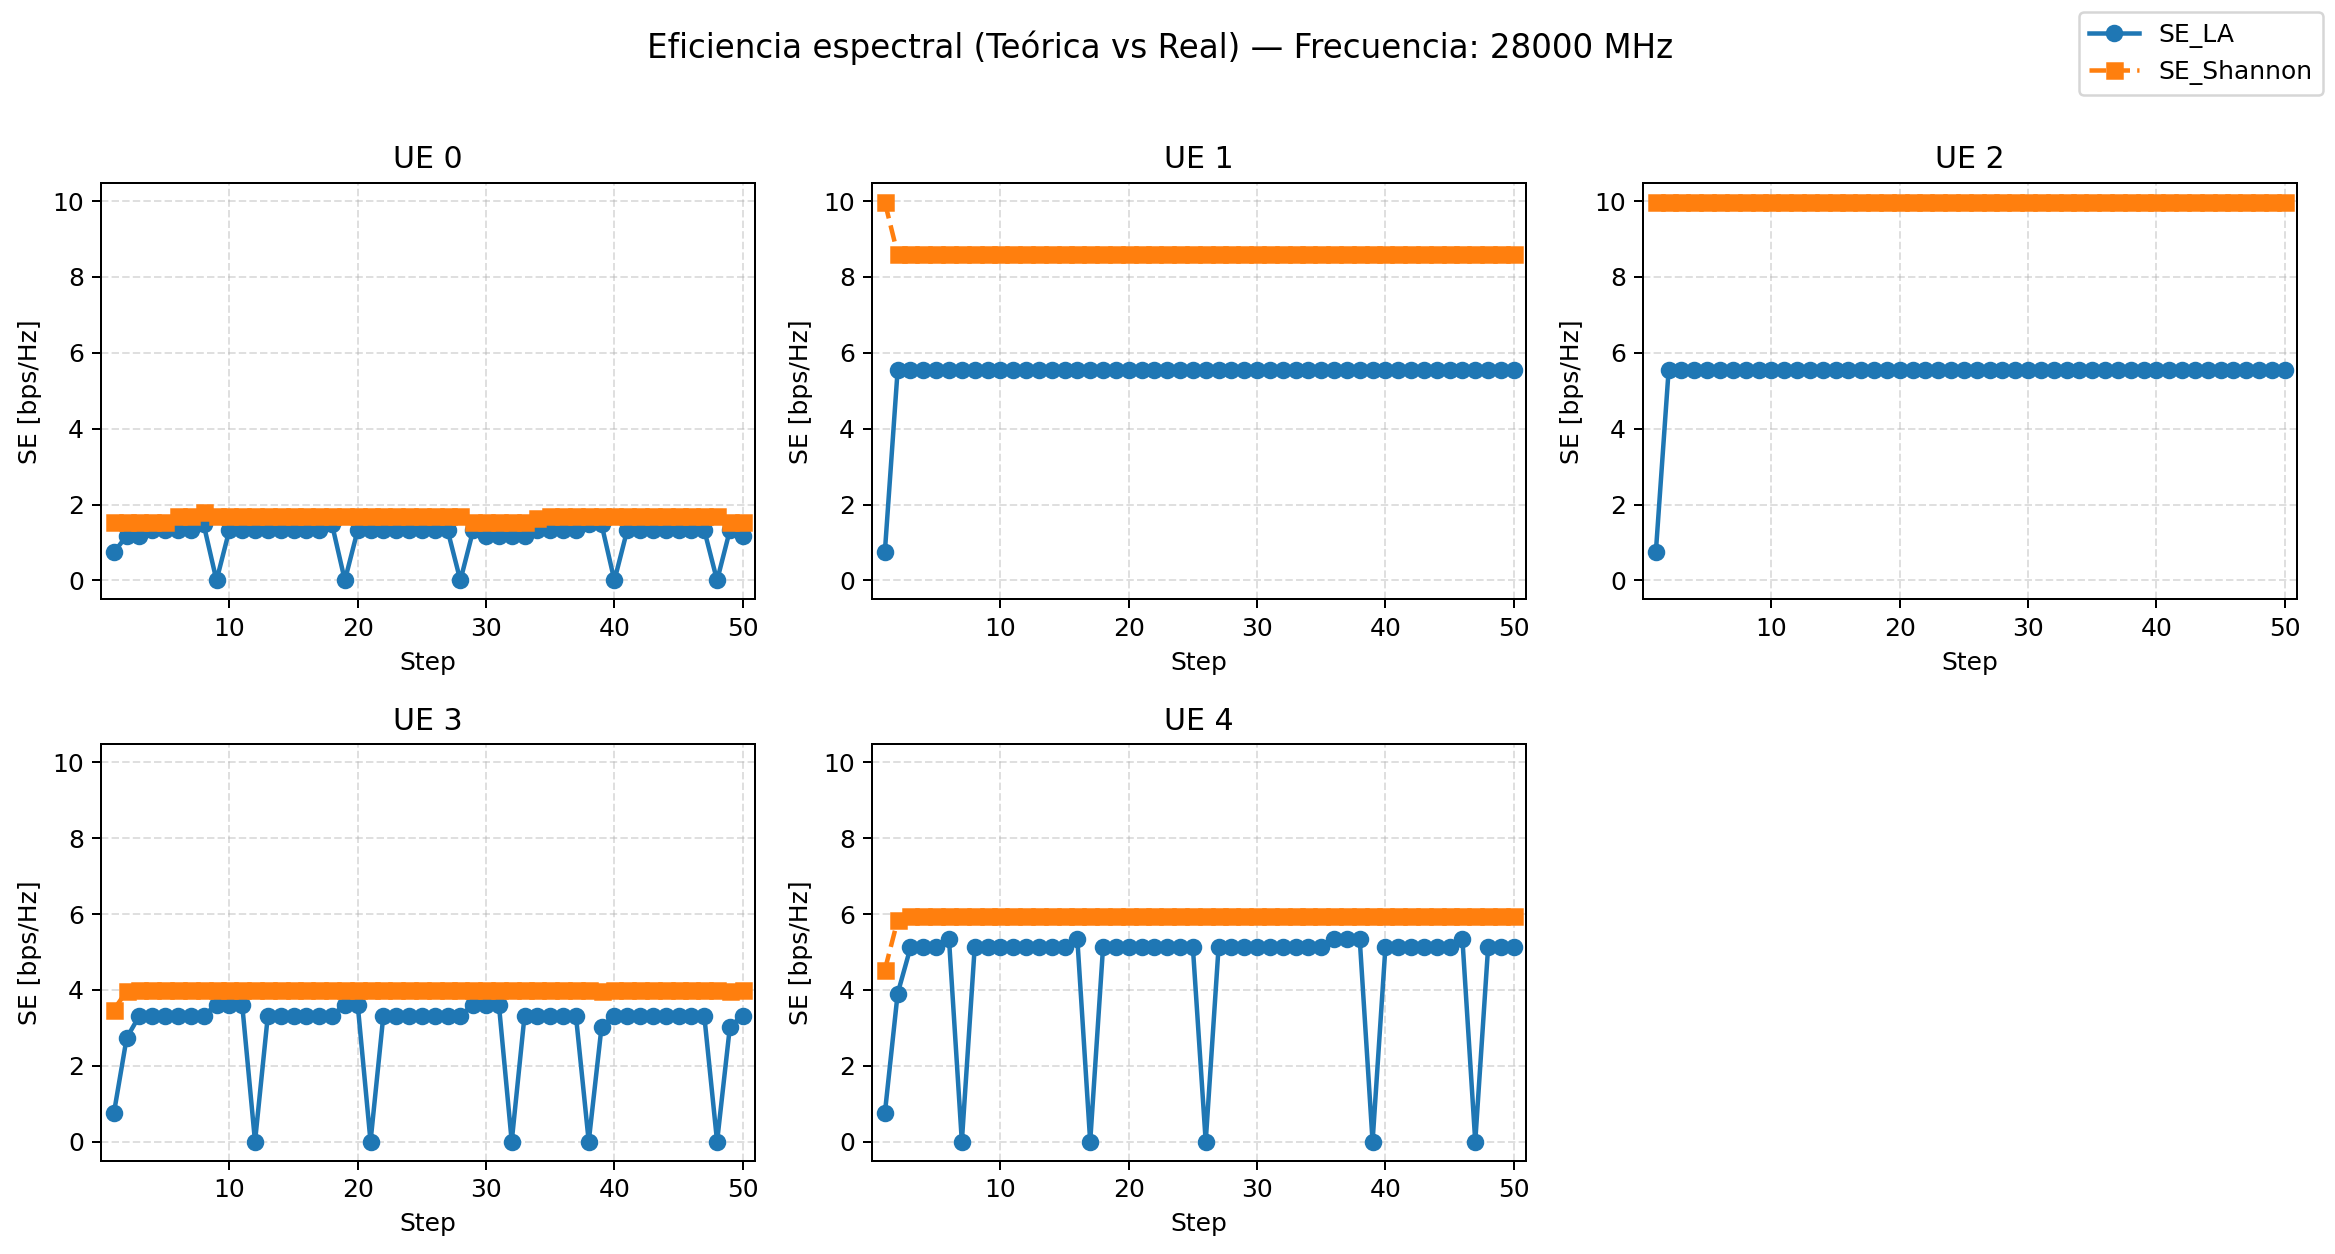 Eficiencia espectral (Teórica vs Real) — Frecuencia: 28000 MHz
SE_LA
SE_Shannon
UE 0
10
8
6
4
2
0
SE [bps/Hz]
10 20 30 40 50
Step
UE 1
10
8
6
4
2
0
SE [bps/Hz]
10 20 30 40 50
Step
UE 2
10
8
6
4
2
0
SE [bps/Hz]
10 20 30 40 50
Step
UE 3
10
8
6
4
2
0
SE [bps/Hz]
10 20 30 40 50
Step
UE 4
10
8
6
4
2
0
SE [bps/Hz]
10 20 30 40 50
Step